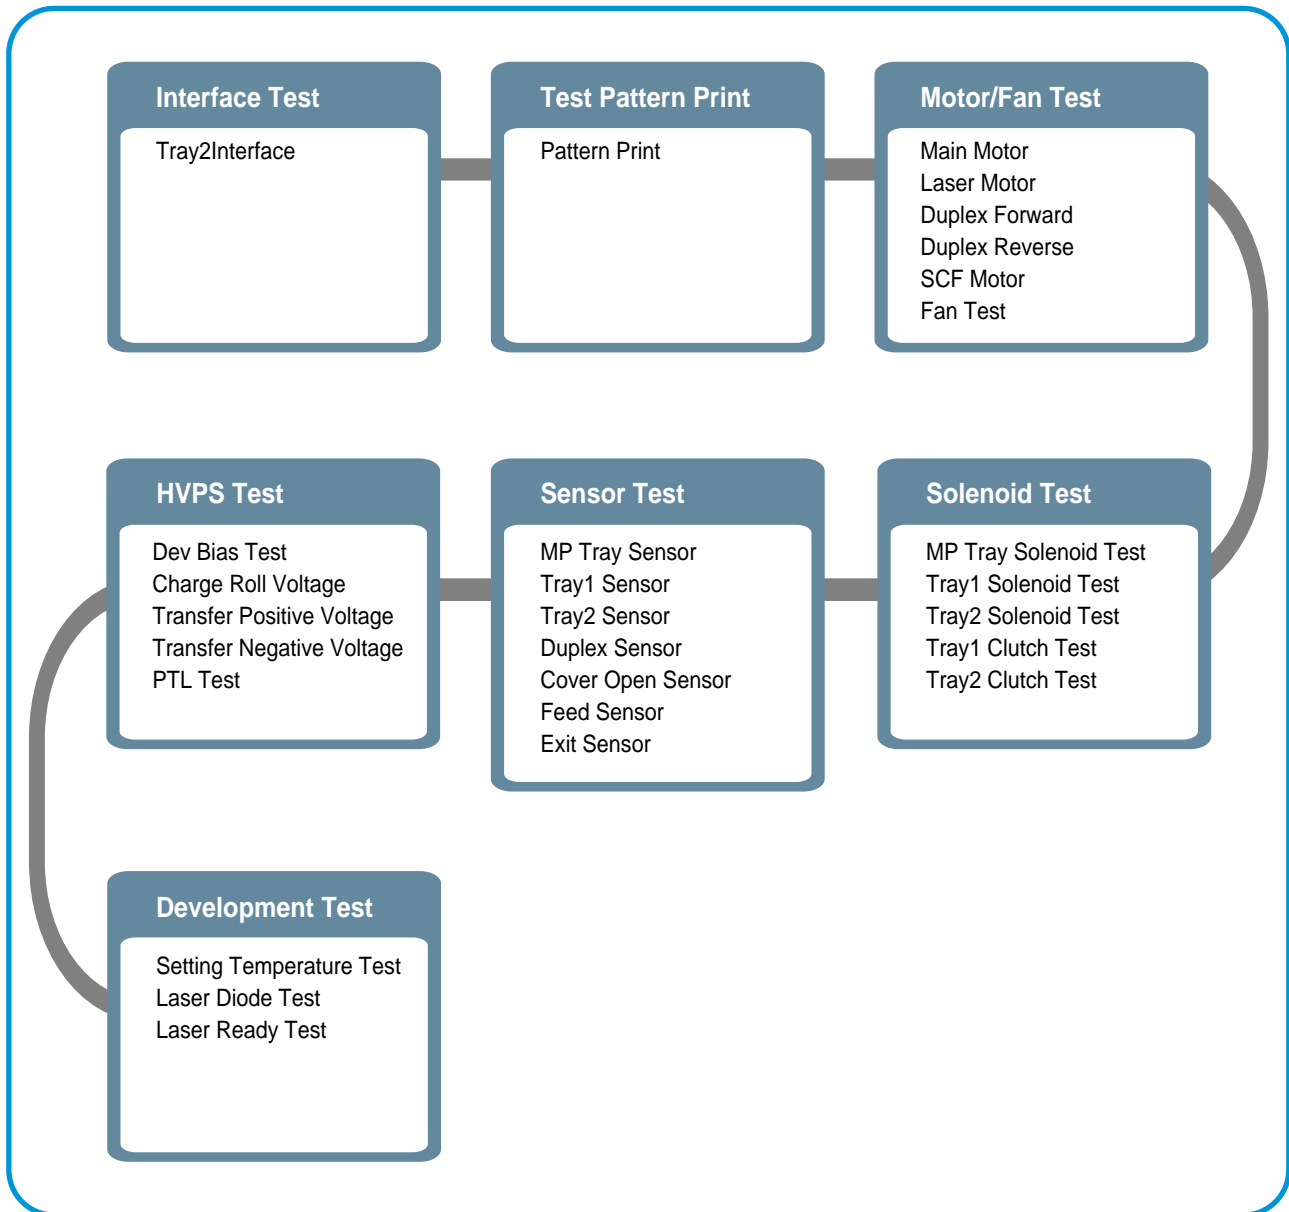 Interface Test
Tray2Interface
Test Pattern Print
Pattern Print
Motor/Fan Test
Main Motor
Laser Motor
Duplex Forward
Duplex Reverse
SCF Motor
Fan Test
HVPS Test
Dev Bias Test
Charge Roll Voltage
Transfer Positive Voltage
Transfer Negative Voltage
PTL Test
Sensor Test
MP Tray Sensor
Tray1 Sensor
Tray2 Sensor
Duplex Sensor
Cover Open Sensor
Feed Sensor
Exit Sensor
Solenoid Test
MP Tray Solenoid Test
Tray1 Solenoid Test
Tray2 Solenoid Test
Tray1 Clutch Test
Tray2 Clutch Test
Development Test
Setting Temperature Test
Laser Diode Test
Laser Ready Test